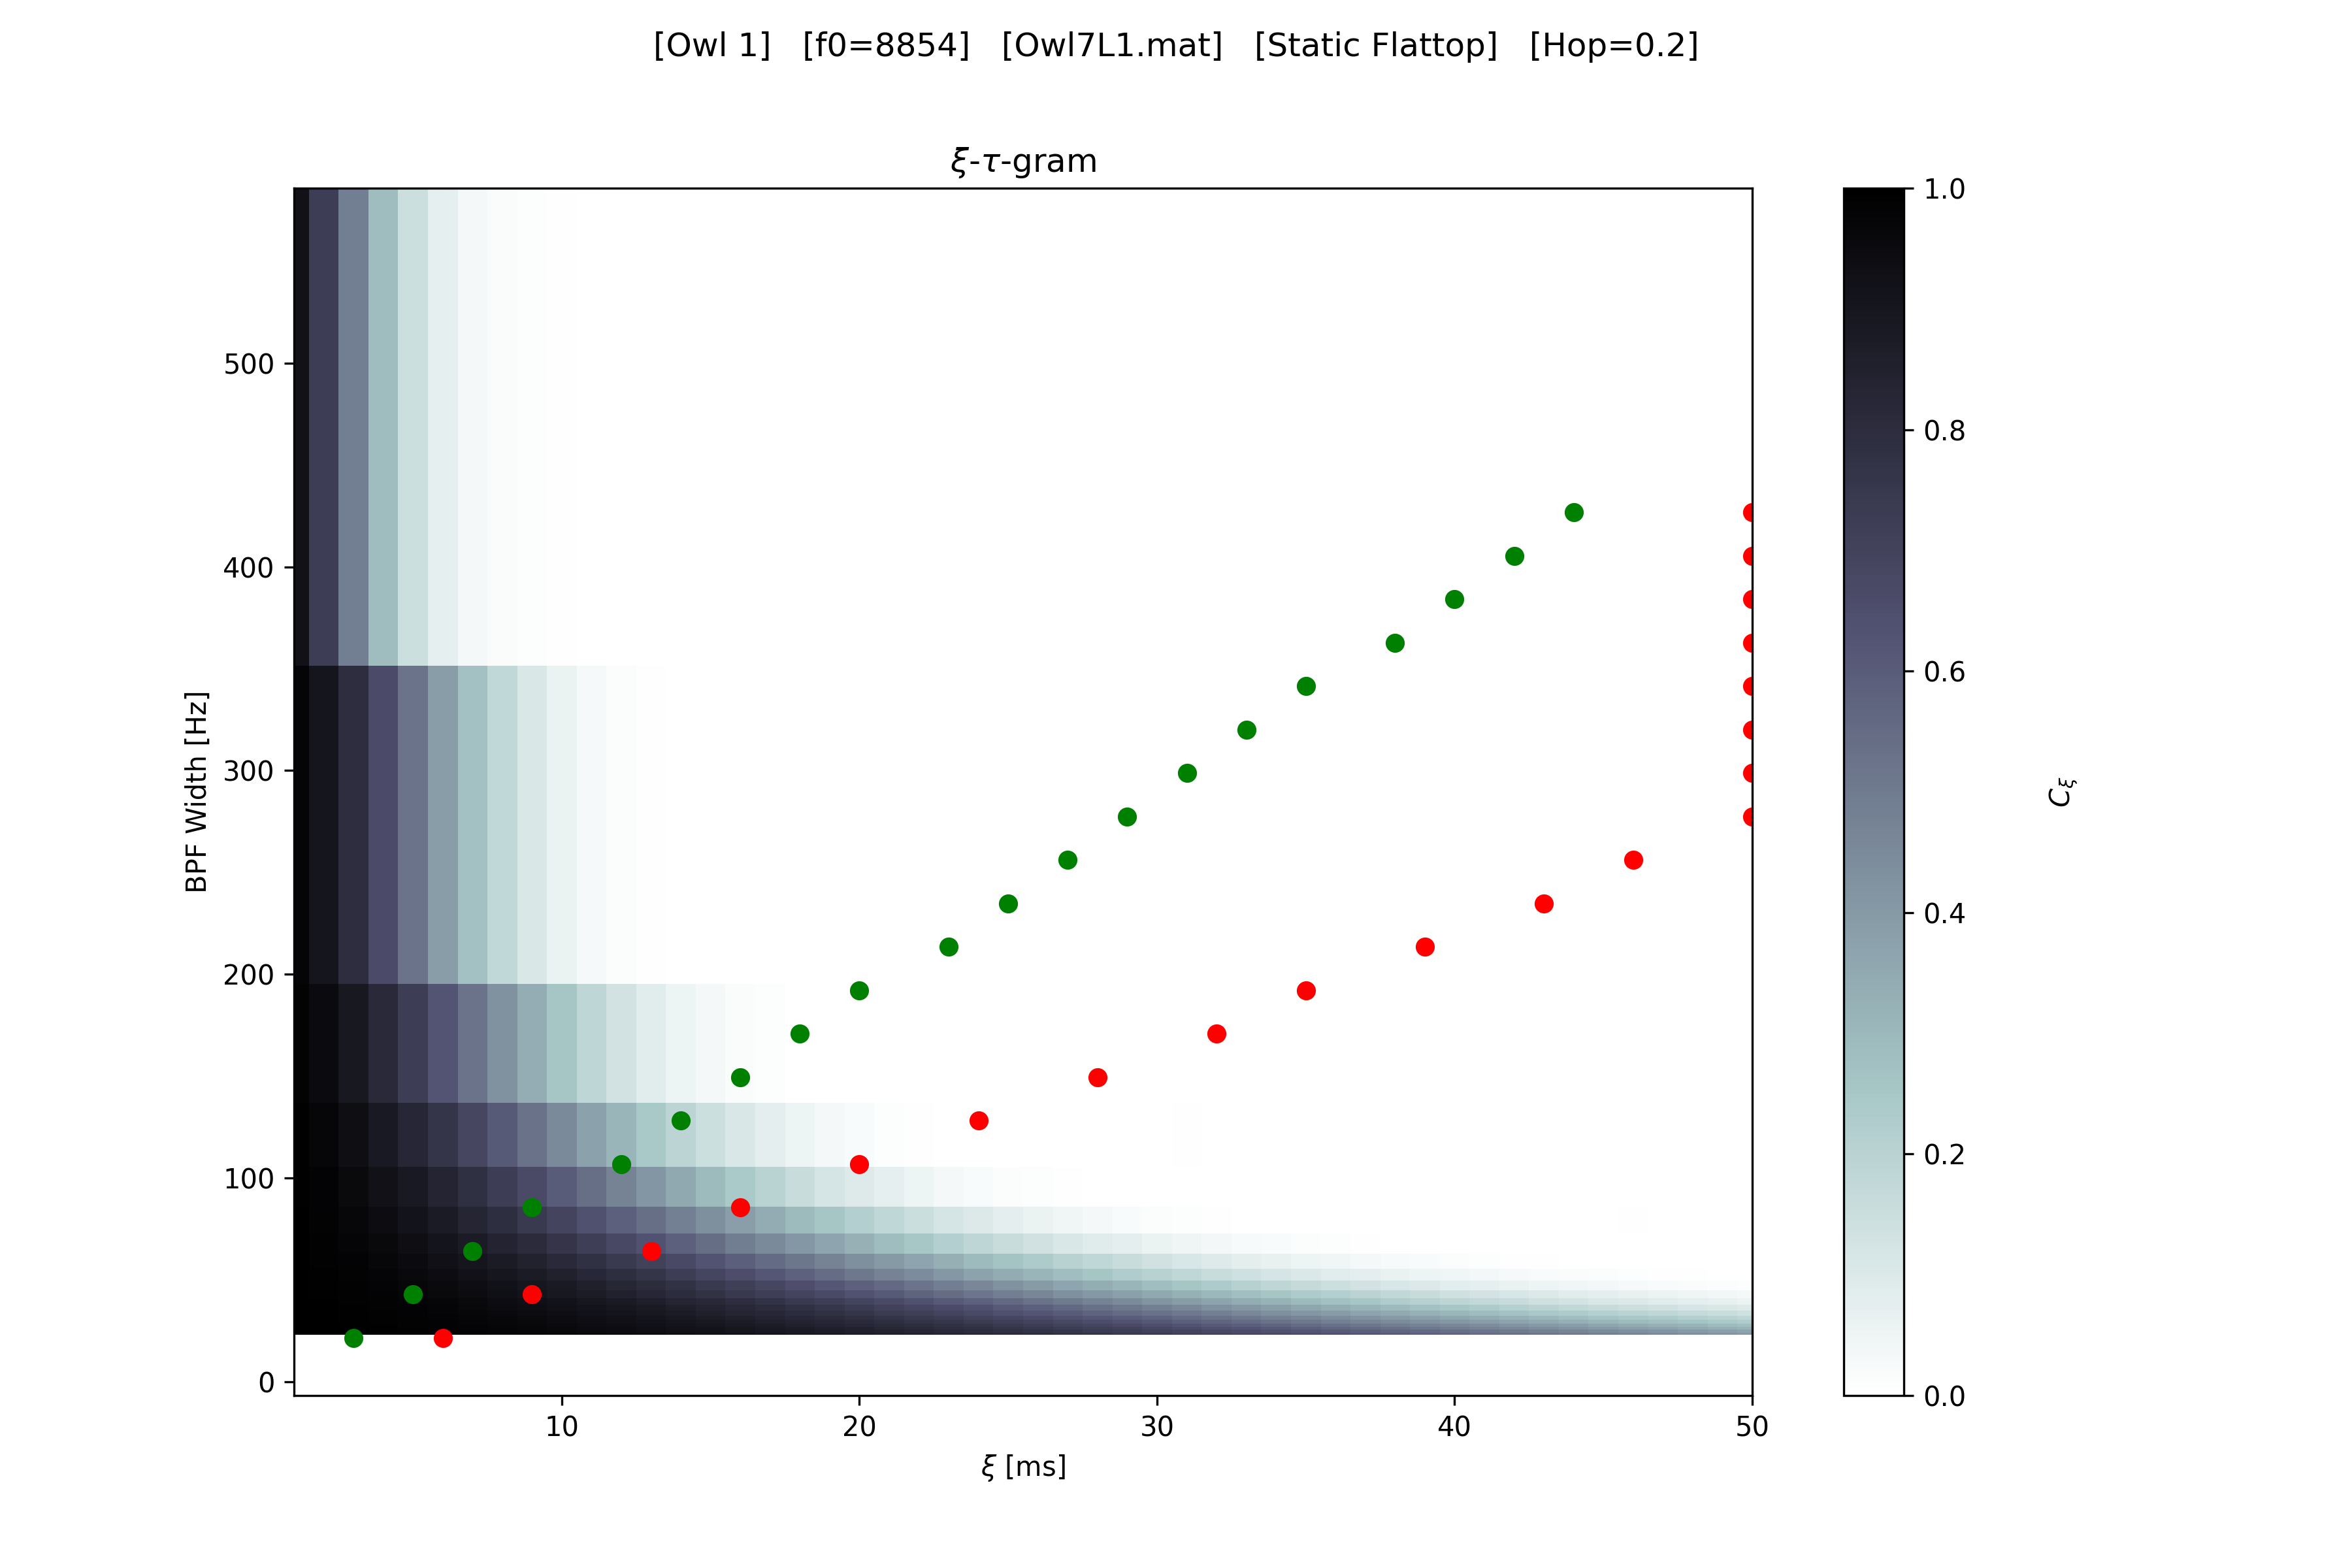 [Owl 1] [f0=8854] [Owl7L1.mat] [Static Flattop] [Hop=0.2]
ξ-τ-gram
1.0
0.8
0.6
0.4
0.2
0.0
Cξ
500
400
300
200
100
0
BPF Width [Hz]
10 20 30 40 50
ξ [ms]